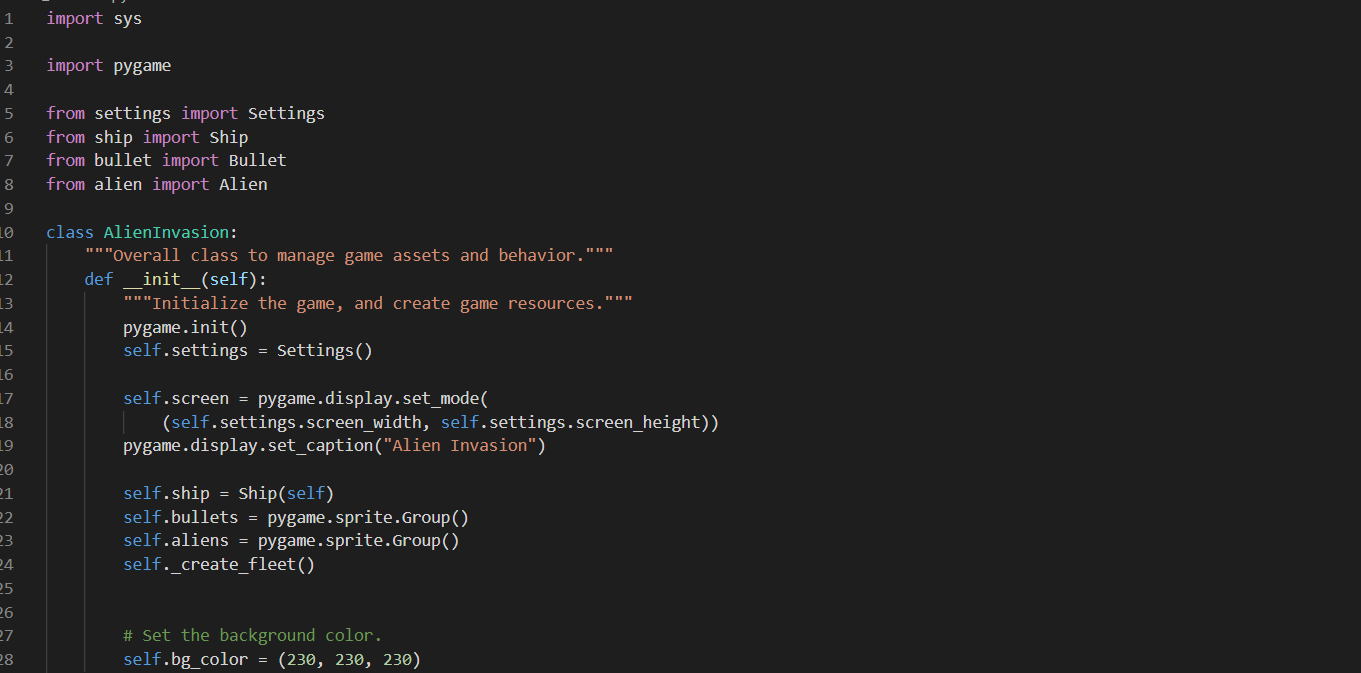 1 import sys
2
3 import pygame
4
5 from settings import Settings
6 from ship import Ship
7 from bullet import Bullet
8 from alien import Alien
9
10 class AlienInvasion:
11     """Overall class to manage game assets and behavior."""
12     def __init__(self):
13         """Initialize the game, and create game resources."""
14         pygame.init()
15         self.settings = Settings()
16
17         self.screen = pygame.display.set_mode(
18             (self.settings.screen_width, self.settings.screen_height))
19         pygame.display.set_caption("Alien Invasion")
20
21         self.ship = Ship(self)
22         self.bullets = pygame.sprite.Group()
23         self.aliens = pygame.sprite.Group()
24         self._create_fleet()
25
26
27         # Set the background color.
28         self.bg_color = (230, 230, 230)